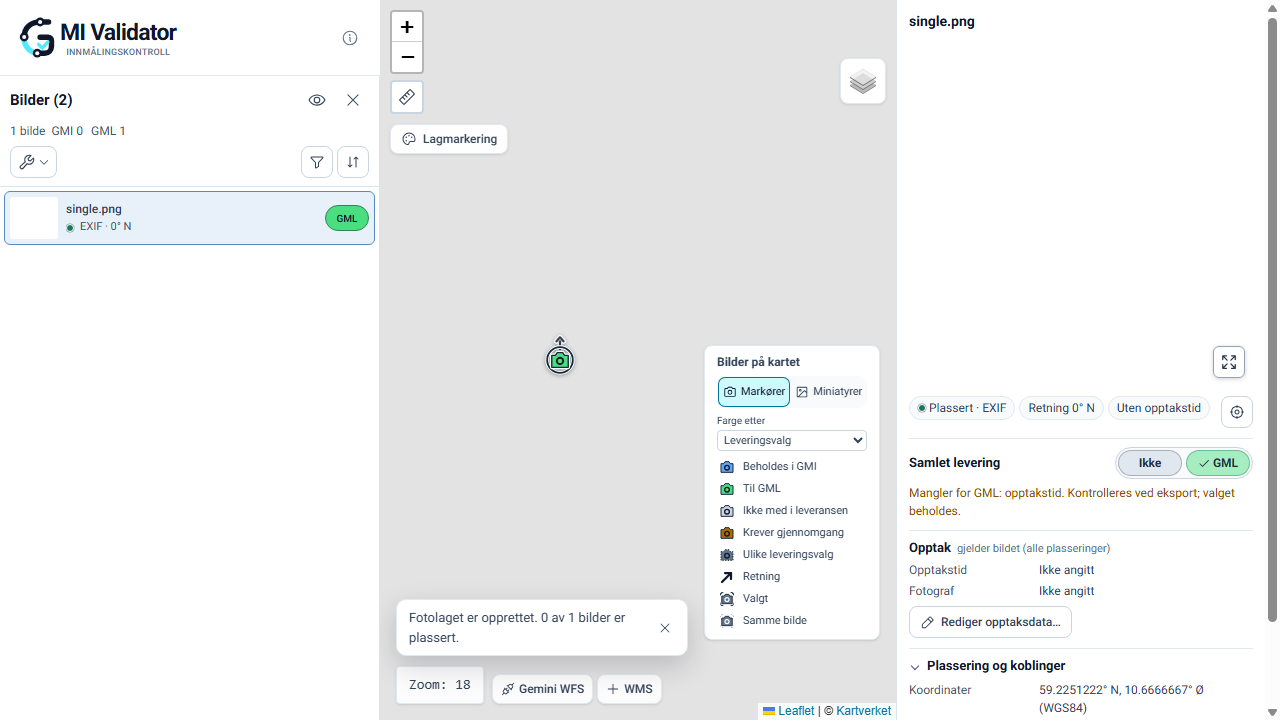 MI Validator
INNMÅLINGSKONTROLL
Bilder (2)
1 bilde GMI 0 GML 1
single.png
EXIF · 0° N
GML
+
−
Lagmarkering
Bilder på kartet
Markører
Miniatyrer
Farge etter
Leveringsvalg
Beholdes i GMI
Til GML
Ikke med i leveransen
Krever gjennomgang
Ulike leveringsvalg
Retning
Valgt
Samme bilde
Fotolaget er opprettet. 0 av 1 bilder er
plassert.
Zoom: 18
Gemini WFS
WMS
Leaflet | © Kartverket
single.png
Plassert · EXIF
Retning 0° N
Uten opptakstid
Samlet levering
Ikke
GML
Mangler for GML: opptakstid. Kontrolleres ved eksport; valget
beholdes.
Opptak gjelder bildet (alle plasseringer)
Opptakstid Ikke angitt
Fotograf Ikke angitt
Rediger opptaksdata...
Plassering og koblinger
Koordinater 59.2251222° N, 10.6666667° Ø
(WGS84)